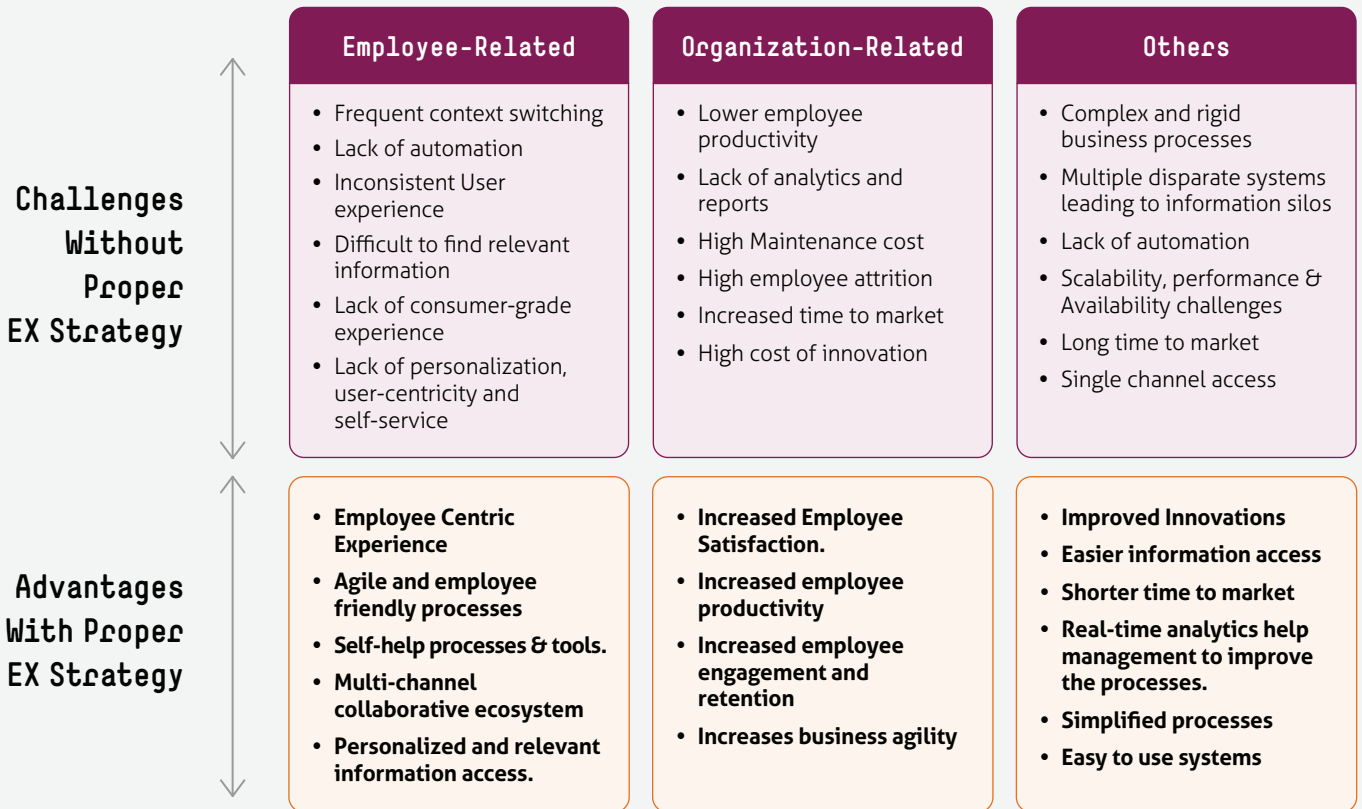 Employee-Related
Organization-Related
Others
Challenges
Without
Proper
EX Strategy
• Frequent context switching
• Lack of automation
• Inconsistent User
experience
• Difficult to find relevant
information
• Lack of consumer-grade
experience
• Lack of personalization,
user-centricity and
self-service
• Lower employee
productivity
• Lack of analytics and
reports
• High Maintenance cost
• High employee attrition
• Increased time to market
• High cost of innovation
• Complex and rigid
business processes
• Multiple disparate systems
leading to information silos
• Lack of automation
• Scalability, performance &
Availability challenges
• Long time to market
• Single channel access
Advantages
With Proper
EX Strategy
• Employee Centric
Experience
• Agile and employee
friendly processes
• Self-help processes & tools.
• Multi-channel
collaborative ecosystem
• Personalized and relevant
information access.
• Increased Employee
Satisfaction.
• Increased employee
productivity
• Increased employee
engagement and
retention
• Increases business agility
• Improved Innovations
• Easier information access
• Shorter time to market
• Real-time analytics help
management to improve
the processes.
• Simplified processes
• Easy to use systems